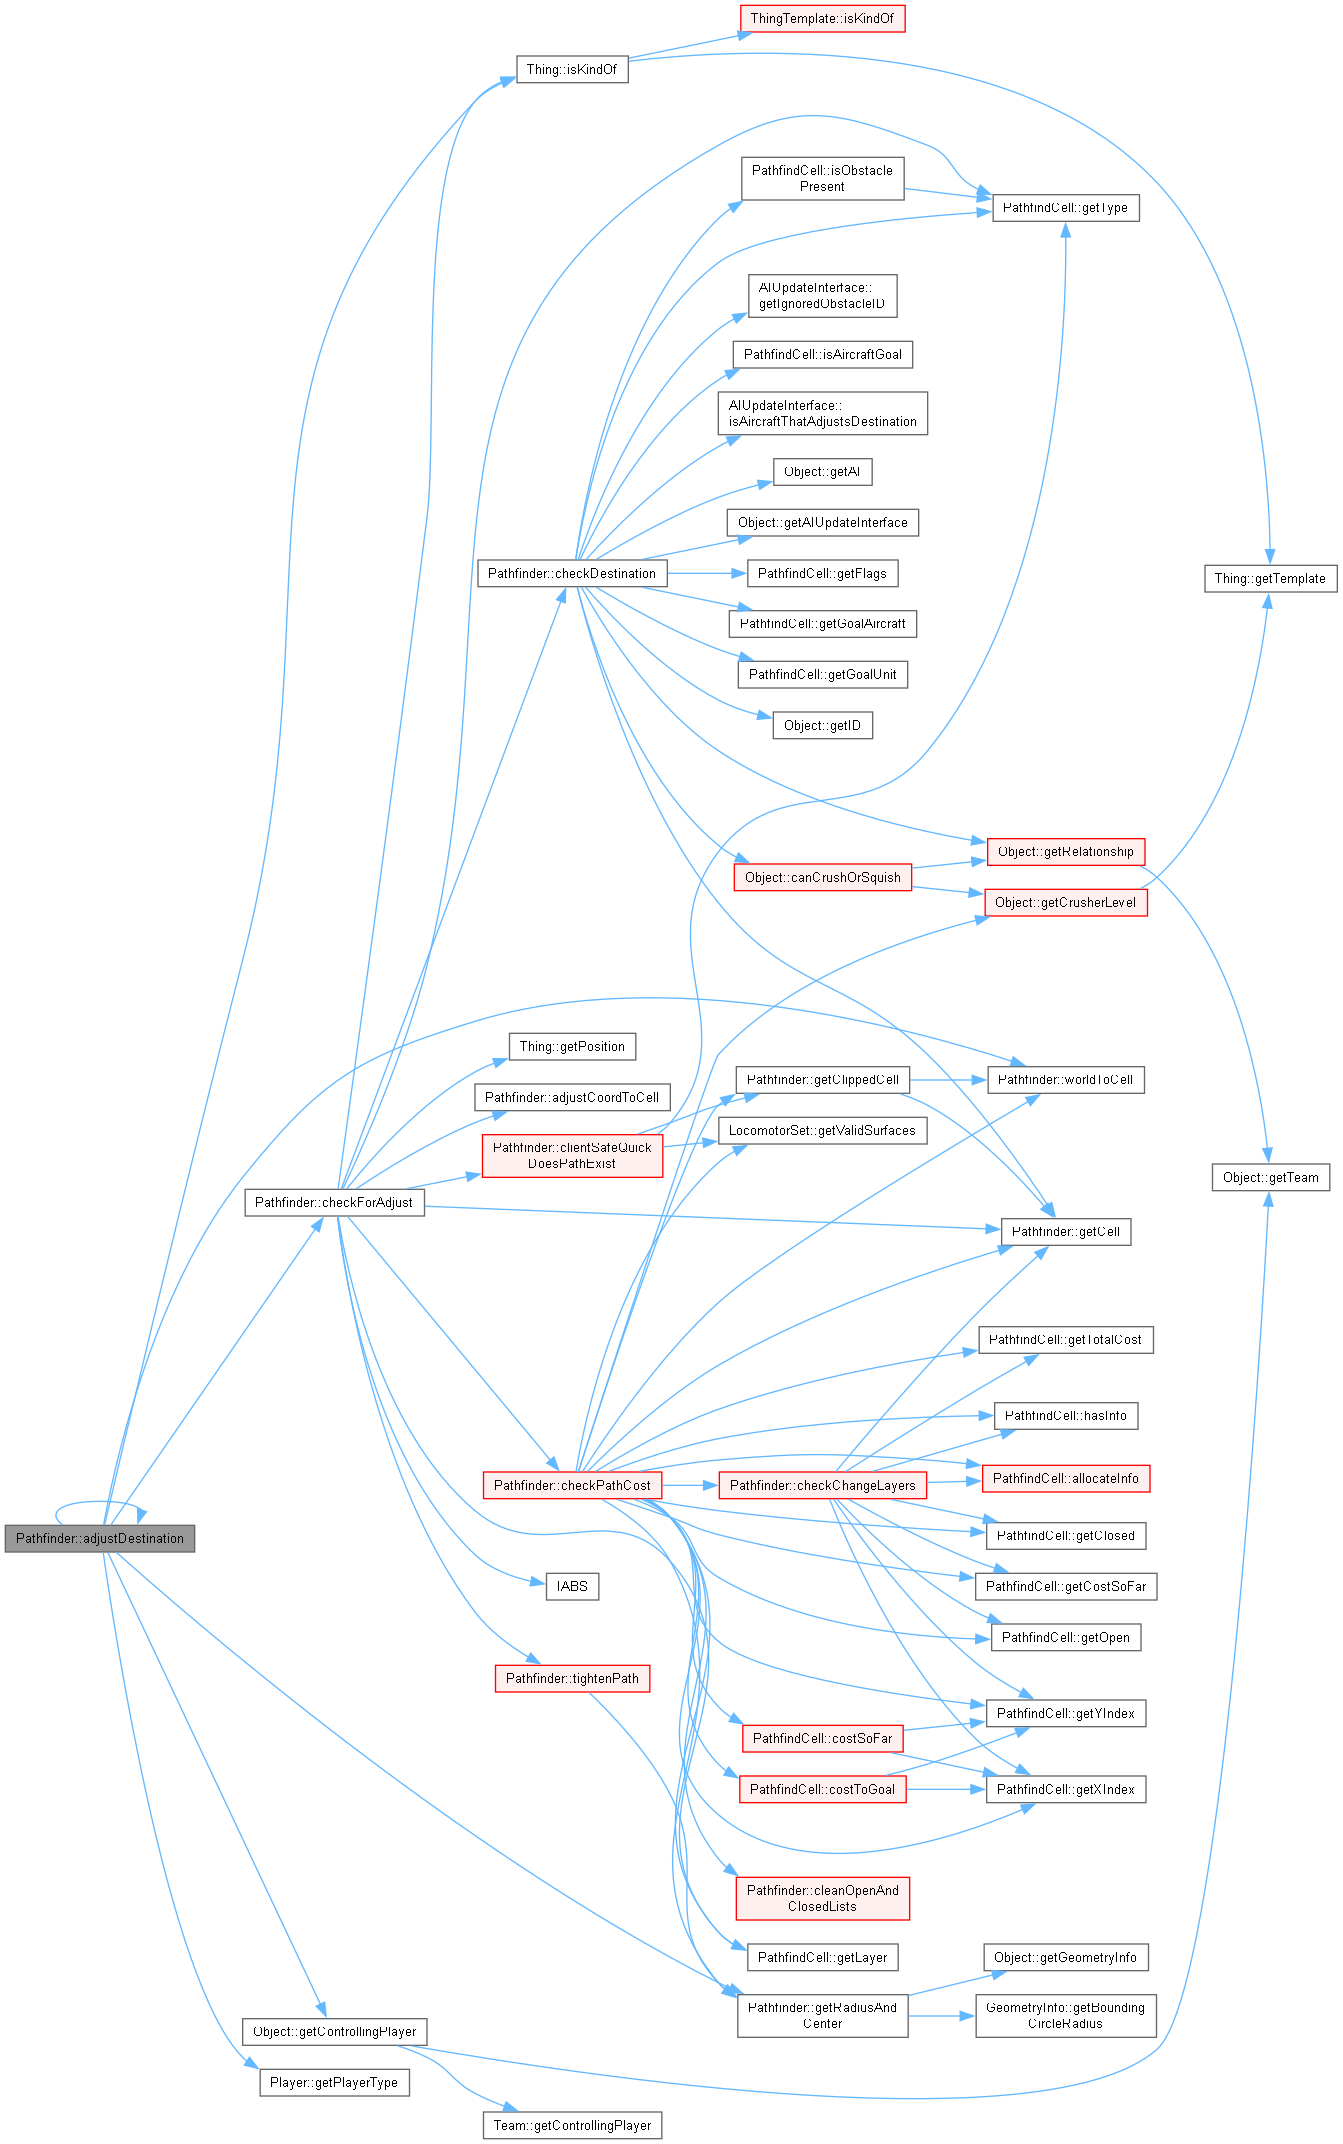 ThingTemplate::isKindOf
Thing::isKindOf
PathfindCell::isObstacle
Present
PathfindCell::getType
AIUpdateInterface::
getIgnoredObstacleID
PathfindCell::isAircraftGoal
AIUpdateInterface::
isAircraftThatAdjustsDestination
Object::getAI
Object::getAIUpdateInterface
Pathfinder::checkDestination
PathfindCell::getFlags
Thing::getTemplate
PathfindCell::getGoalAircraft
PathfindCell::getGoalUnit
Object::getID
Object::getRelationship
Object::canCrushOrSquish
Object::getCrusherLevel
Thing::getPosition
Pathfinder::getClippedCell
Pathfinder::worldToCell
Pathfinder::adjustCoordToCell
LocomotorSet::getValidSurfaces
Pathfinder::clientSafeQuick
DoesPathExist
Object::getTeam
Pathfinder::checkForAdjust
Pathfinder::getCell
PathfindCell::getTotalCost
PathfindCell::hasInfo
Pathfinder::checkPathCost
Pathfinder::checkChangeLayers
PathfindCell::allocateInfo
Pathfinder::adjustDestination
PathfindCell::getClosed
IABS
PathfindCell::getCostSoFar
PathfindCell::getOpen
Pathfinder::tightenPath
PathfindCell::getYIndex
PathfindCell::costSoFar
PathfindCell::costToGoal
PathfindCell::getXIndex
Pathfinder::cleanOpenAnd
ClosedLists
PathfindCell::getLayer
Object::getGeometryInfo
Pathfinder::getRadiusAnd
Center
GeometryInfo::getBounding
CircleRadius
Object::getControllingPlayer
Player::getPlayerType
Team::getControllingPlayer